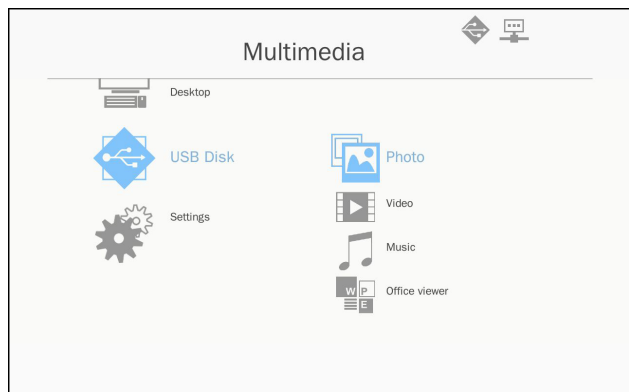 Multimedia
Desktop
USB Disk
Photo
Settings
Video
Music
Office viewer
W P
E